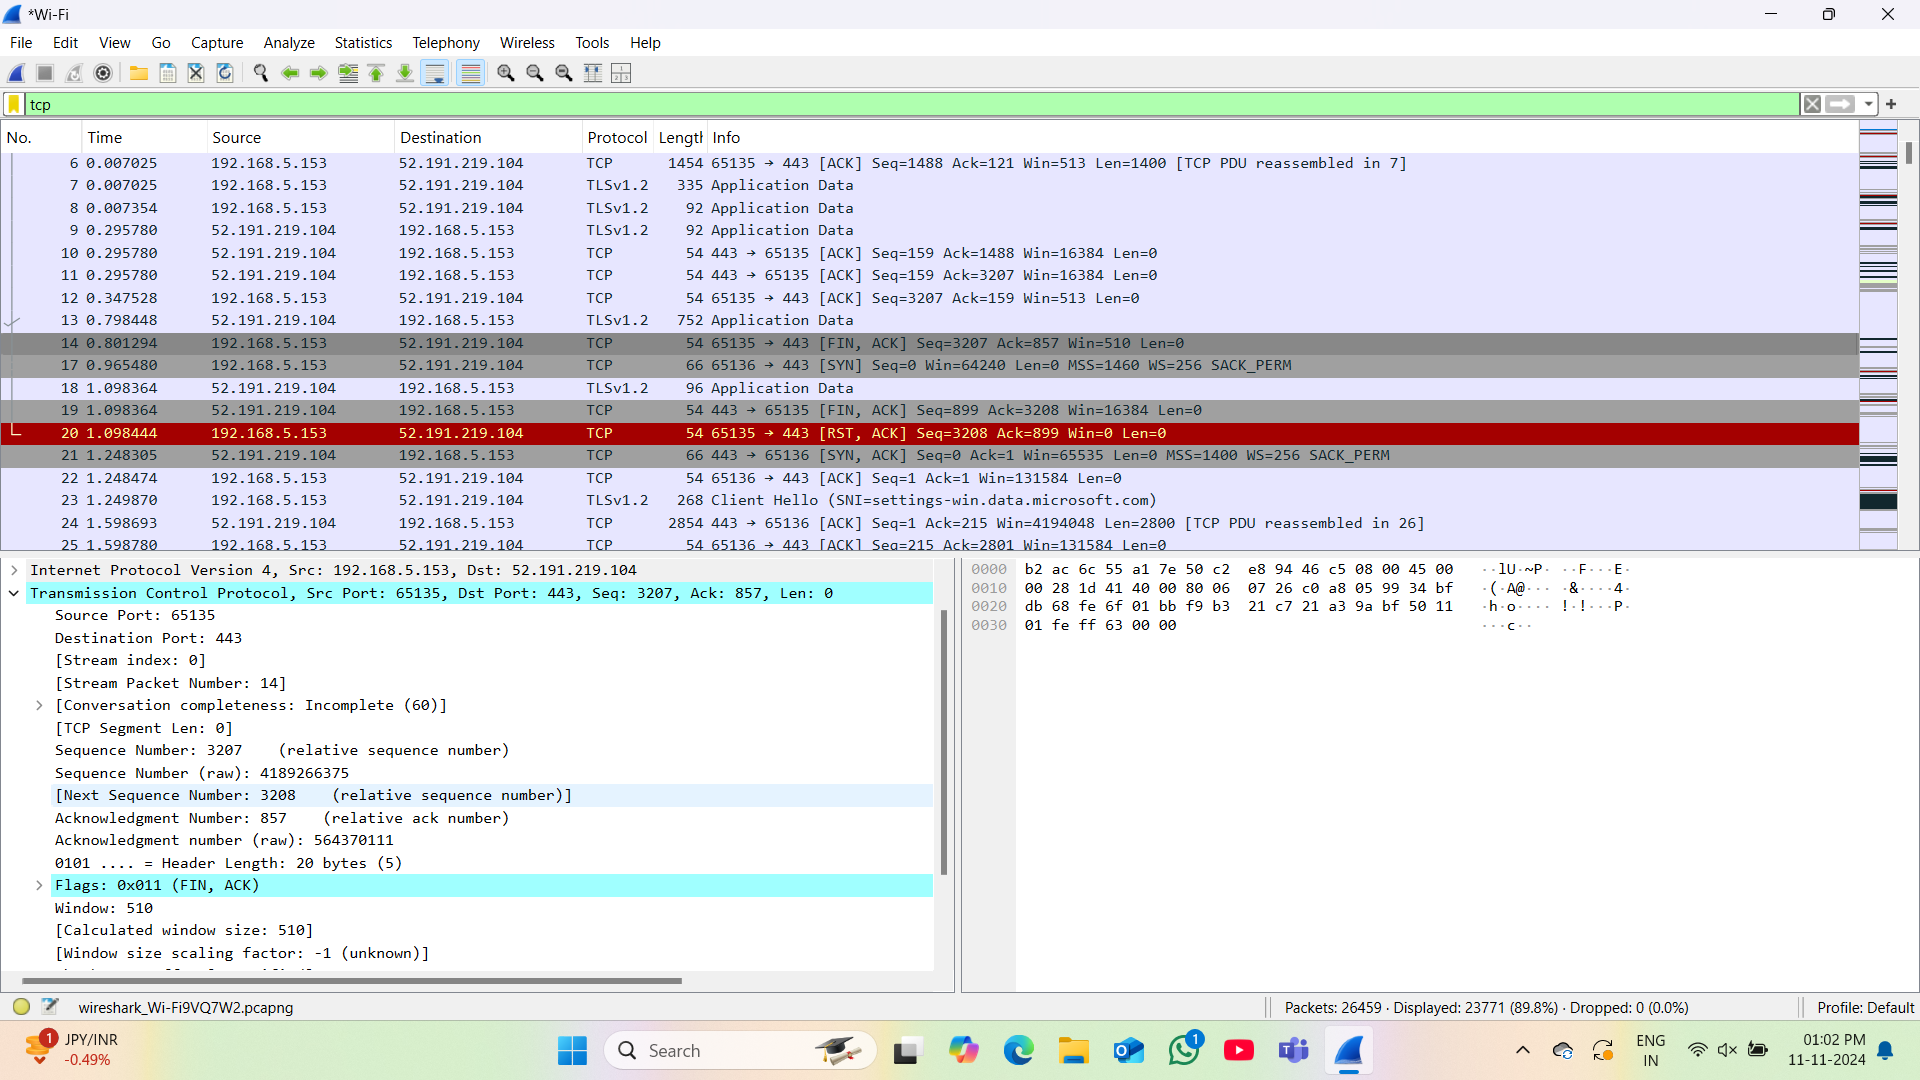 *Wi-Fi
File Edit View Go Capture Analyze Statistics Telephony Wireless Tools Help
tcp
No. Time Source Destination Protocol Length Info
6 0.007025 192.168.5.153 52.191.219.104 TCP 1454 65135 → 443 [ACK] Seq=1488 Ack=121 Win=513 Len=1400 [TCP PDU reassembled in 7]
7 0.007025 192.168.5.153 52.191.219.104 TLSv1.2 335 Application Data
8 0.007354 192.168.5.153 52.191.219.104 TLSv1.2 92 Application Data
9 0.295780 52.191.219.104 192.168.5.153 TLSv1.2 92 Application Data
10 0.295780 52.191.219.104 192.168.5.153 TCP 54 443 → 65135 [ACK] Seq=159 Ack=1488 Win=16384 Len=0
11 0.295780 52.191.219.104 192.168.5.153 TCP 54 443 → 65135 [ACK] Seq=159 Ack=3207 Win=16384 Len=0
12 0.347528 192.168.5.153 52.191.219.104 TCP 54 65135 → 443 [ACK] Seq=3207 Ack=159 Win=513 Len=0
13 0.798448 52.191.219.104 192.168.5.153 TLSv1.2 752 Application Data
14 0.801294 192.168.5.153 52.191.219.104 TCP 54 65135 → 443 [FIN, ACK] Seq=3207 Ack=857 Win=510 Len=0
17 0.965480 192.168.5.153 52.191.219.104 TCP 66 65136 → 443 [SYN] Seq=0 Win=64240 Len=0 MSS=1460 WS=256 SACK_PERM
18 1.098364 52.191.219.104 192.168.5.153 TLSv1.2 96 Application Data
19 1.098364 52.191.219.104 192.168.5.153 TCP 54 443 → 65135 [FIN, ACK] Seq=899 Ack=3208 Win=16384 Len=0
20 1.098444 192.168.5.153 52.191.219.104 TCP 54 65135 → 443 [RST, ACK] Seq=3208 Ack=899 Win=0 Len=0
21 1.248305 52.191.219.104 192.168.5.153 TCP 66 443 → 65136 [SYN, ACK] Seq=0 Ack=1 Win=65535 Len=0 MSS=1400 WS=256 SACK_PERM
22 1.248474 192.168.5.153 52.191.219.104 TCP 54 65136 → 443 [ACK] Seq=1 Ack=1 Win=131584 Len=0
23 1.249870 192.168.5.153 52.191.219.104 TLSv1.2 268 Client Hello (SNI=settings-win.data.microsoft.com)
24 1.598693 52.191.219.104 192.168.5.153 TCP 2854 443 → 65136 [ACK] Seq=1 Ack=215 Win=4194048 Len=2800 [TCP PDU reassembled in 26]
25 1.598780 192.168.5.153 52.191.219.104 TCP 54 65136 → 443 [ACK] Seq=215 Ack=2801 Win=131584 Len=0
Internet Protocol Version 4, Src: 192.168.5.153, Dst: 52.191.219.104
Transmission Control Protocol, Src Port: 65135, Dst Port: 443, Seq: 3207, Ack: 857, Len: 0
Source Port: 65135
Destination Port: 443
[Stream index: 0]
[Stream Packet Number: 14]
[Conversation completeness: Incomplete (60)]
[TCP Segment Len: 0]
Sequence Number: 3207 (relative sequence number)
Sequence Number (raw): 4189266375
[Next Sequence Number: 3208 (relative sequence number)]
Acknowledgment Number: 857 (relative ack number)
Acknowledgment number (raw): 564370111
0101 .... = Header Length: 20 bytes (5)
Flags: 0x011 (FIN, ACK)
Window: 510
[Calculated window size: 510]
[Window size scaling factor: -1 (unknown)]
0000 b2 ac 6c 55 a1 7e 50 c2 e8 94 46 c5 08 00 45 00 ··lU·~P· ··F···E·
0010 00 28 1d 41 40 00 80 06 07 26 c0 a8 05 99 34 bf ·(·A@··· ·&····4·
0020 db 68 fe 6f 01 bb f9 b3 21 c7 21 a3 9a bf 50 11 ·h·o···· !·!···P·
0030 01 fe ff 63 00 00 ···c··
wireshark_Wi-Fi9VQ7W2.pcapng
Packets: 26459 · Displayed: 23771 (89.8%) · Dropped: 0 (0.0%)
Profile: Default
1
JPY/INR
-0.49%
Search
1
ENG
IN
01:02 PM
11-11-2024